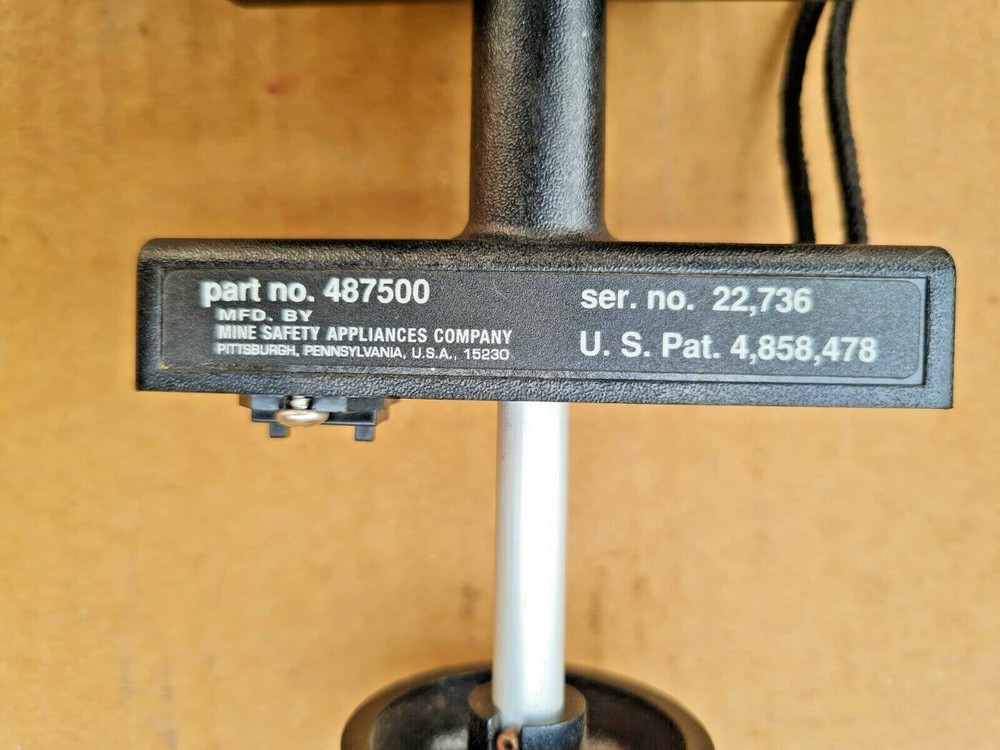 part no. 487500
MFD. BY
MINE SAFETY APPLIANCES COMPANY
PITTSBURGH, PENNSYLVANIA, U.S.A., 15230
ser. no. 22,736
U. S. Pat. 4,858,478